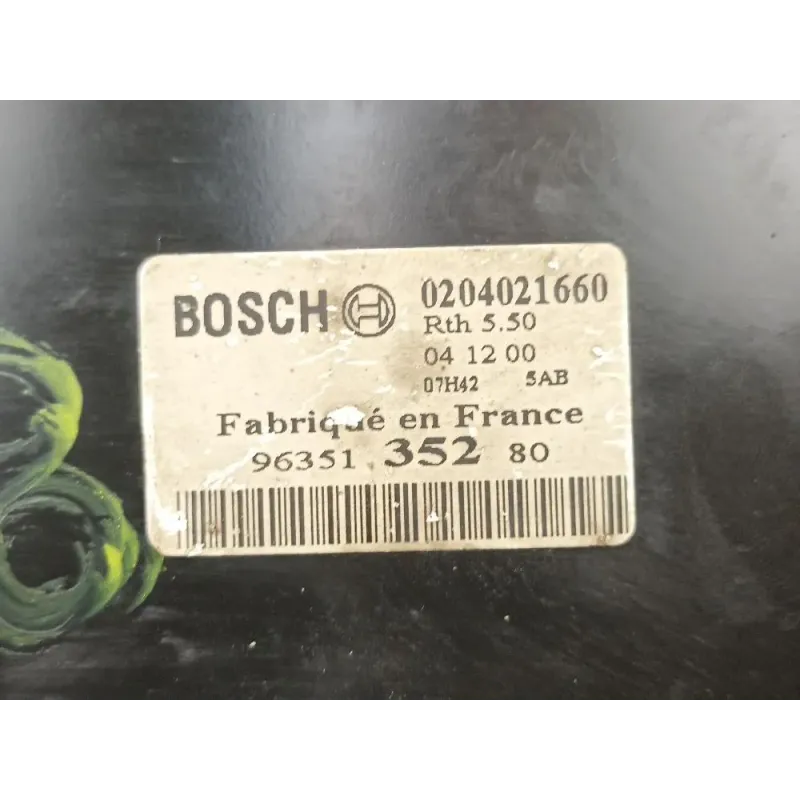 BOSCH 0204021660
Rth 5.50
04 12 00
07H42 5AB
Fabriqué en France
96351 352 80